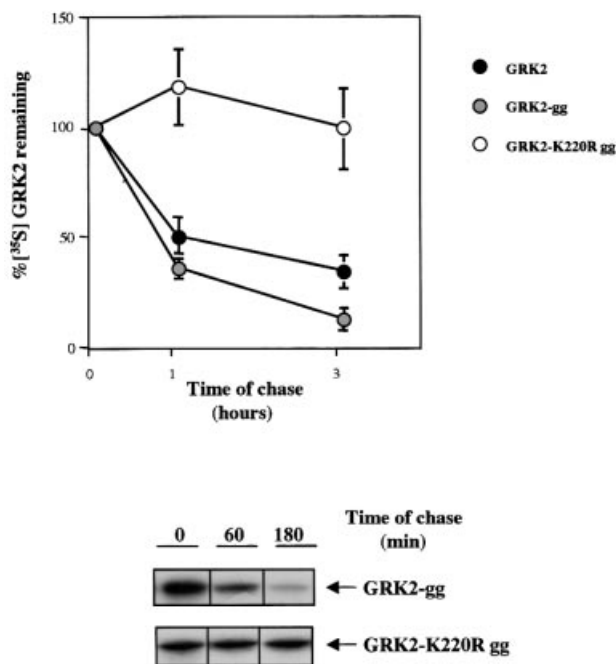 150
100
50
0
% [³⁵S] GRK2 remaining
0 1 3
Time of chase
(hours)
GRK2
GRK2-gg
GRK2-K220R gg
0 60 180
Time of chase
(min)
GRK2-gg
GRK2-K220R gg